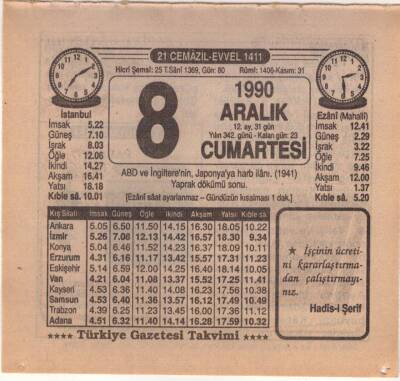 21 CEMÂZİL-EVVEL 1411
Hicrî Şemsî: 25 T.Sânî 1369, Gün: 80 Rûmî: 1406-Kasım: 31
8
1990
ARALIK
12. ay, 31 gün
Yılın 342. günü - Kalan gün: 23
CUMARTESİ
İstanbul
İmsak 5.22
Güneş 7.10
İşrak 8.03
Öğle 12.06
İkindi 14.27
Akşam 16.41
Yatsı 18.18
Kıble sâ. 10.01
Ezânî (Mahallî)
İmsak 12.41
Güneş 2.29
İşrak 3.22
Öğle 7.25
İkindi 9.46
Akşam 12.00
Yatsı 1.37
Kıble sâ. 5.20
ABD ve İngiltere'nin, Japonya'ya harb ilânı. (1941)
Yaprak dökümü sonu.
[Ezânî sâat ayarlanmaz – Gündüzün kısalması 1 dak.]
Kış Sâati İmsak Güneş Öğle İkindi Akşam Yatsı Kıble sâ.
Ankara 5.05 6.50 11.50 14.15 16.30 18.05 10.22
İzmir 5.26 7.08 12.13 14.42 16.57 18.30 9.34
Konya 5.04 6.46 11.52 14.23 16.37 18.09 10.11
Erzurum 4.31 6.16 11.17 13.42 15.57 17.31 11.23
Eskişehir 5.14 6.59 12.00 14.25 16.40 18.14 10.05
Van 4.21 6.04 11.08 13.37 15.52 17.25 11.41
Kayseri 4.53 6.36 11.40 14.08 16.23 17.56 10.38
Samsun 4.53 6.40 11.36 13.57 16.12 17.49 10.49
Trabzon 4.39 6.25 11.23 13.45 16.00 17.36 11.12
Adana 4.51 6.32 11.40 14.14 16.28 17.59 10.32
★ İşçinin ücreti-
ni kararlaştırma-
dan çalıştırmayı-
nız.
Hadis-i Şerif
★★★★ Türkiye Gazetesi Takvimi ★★★★